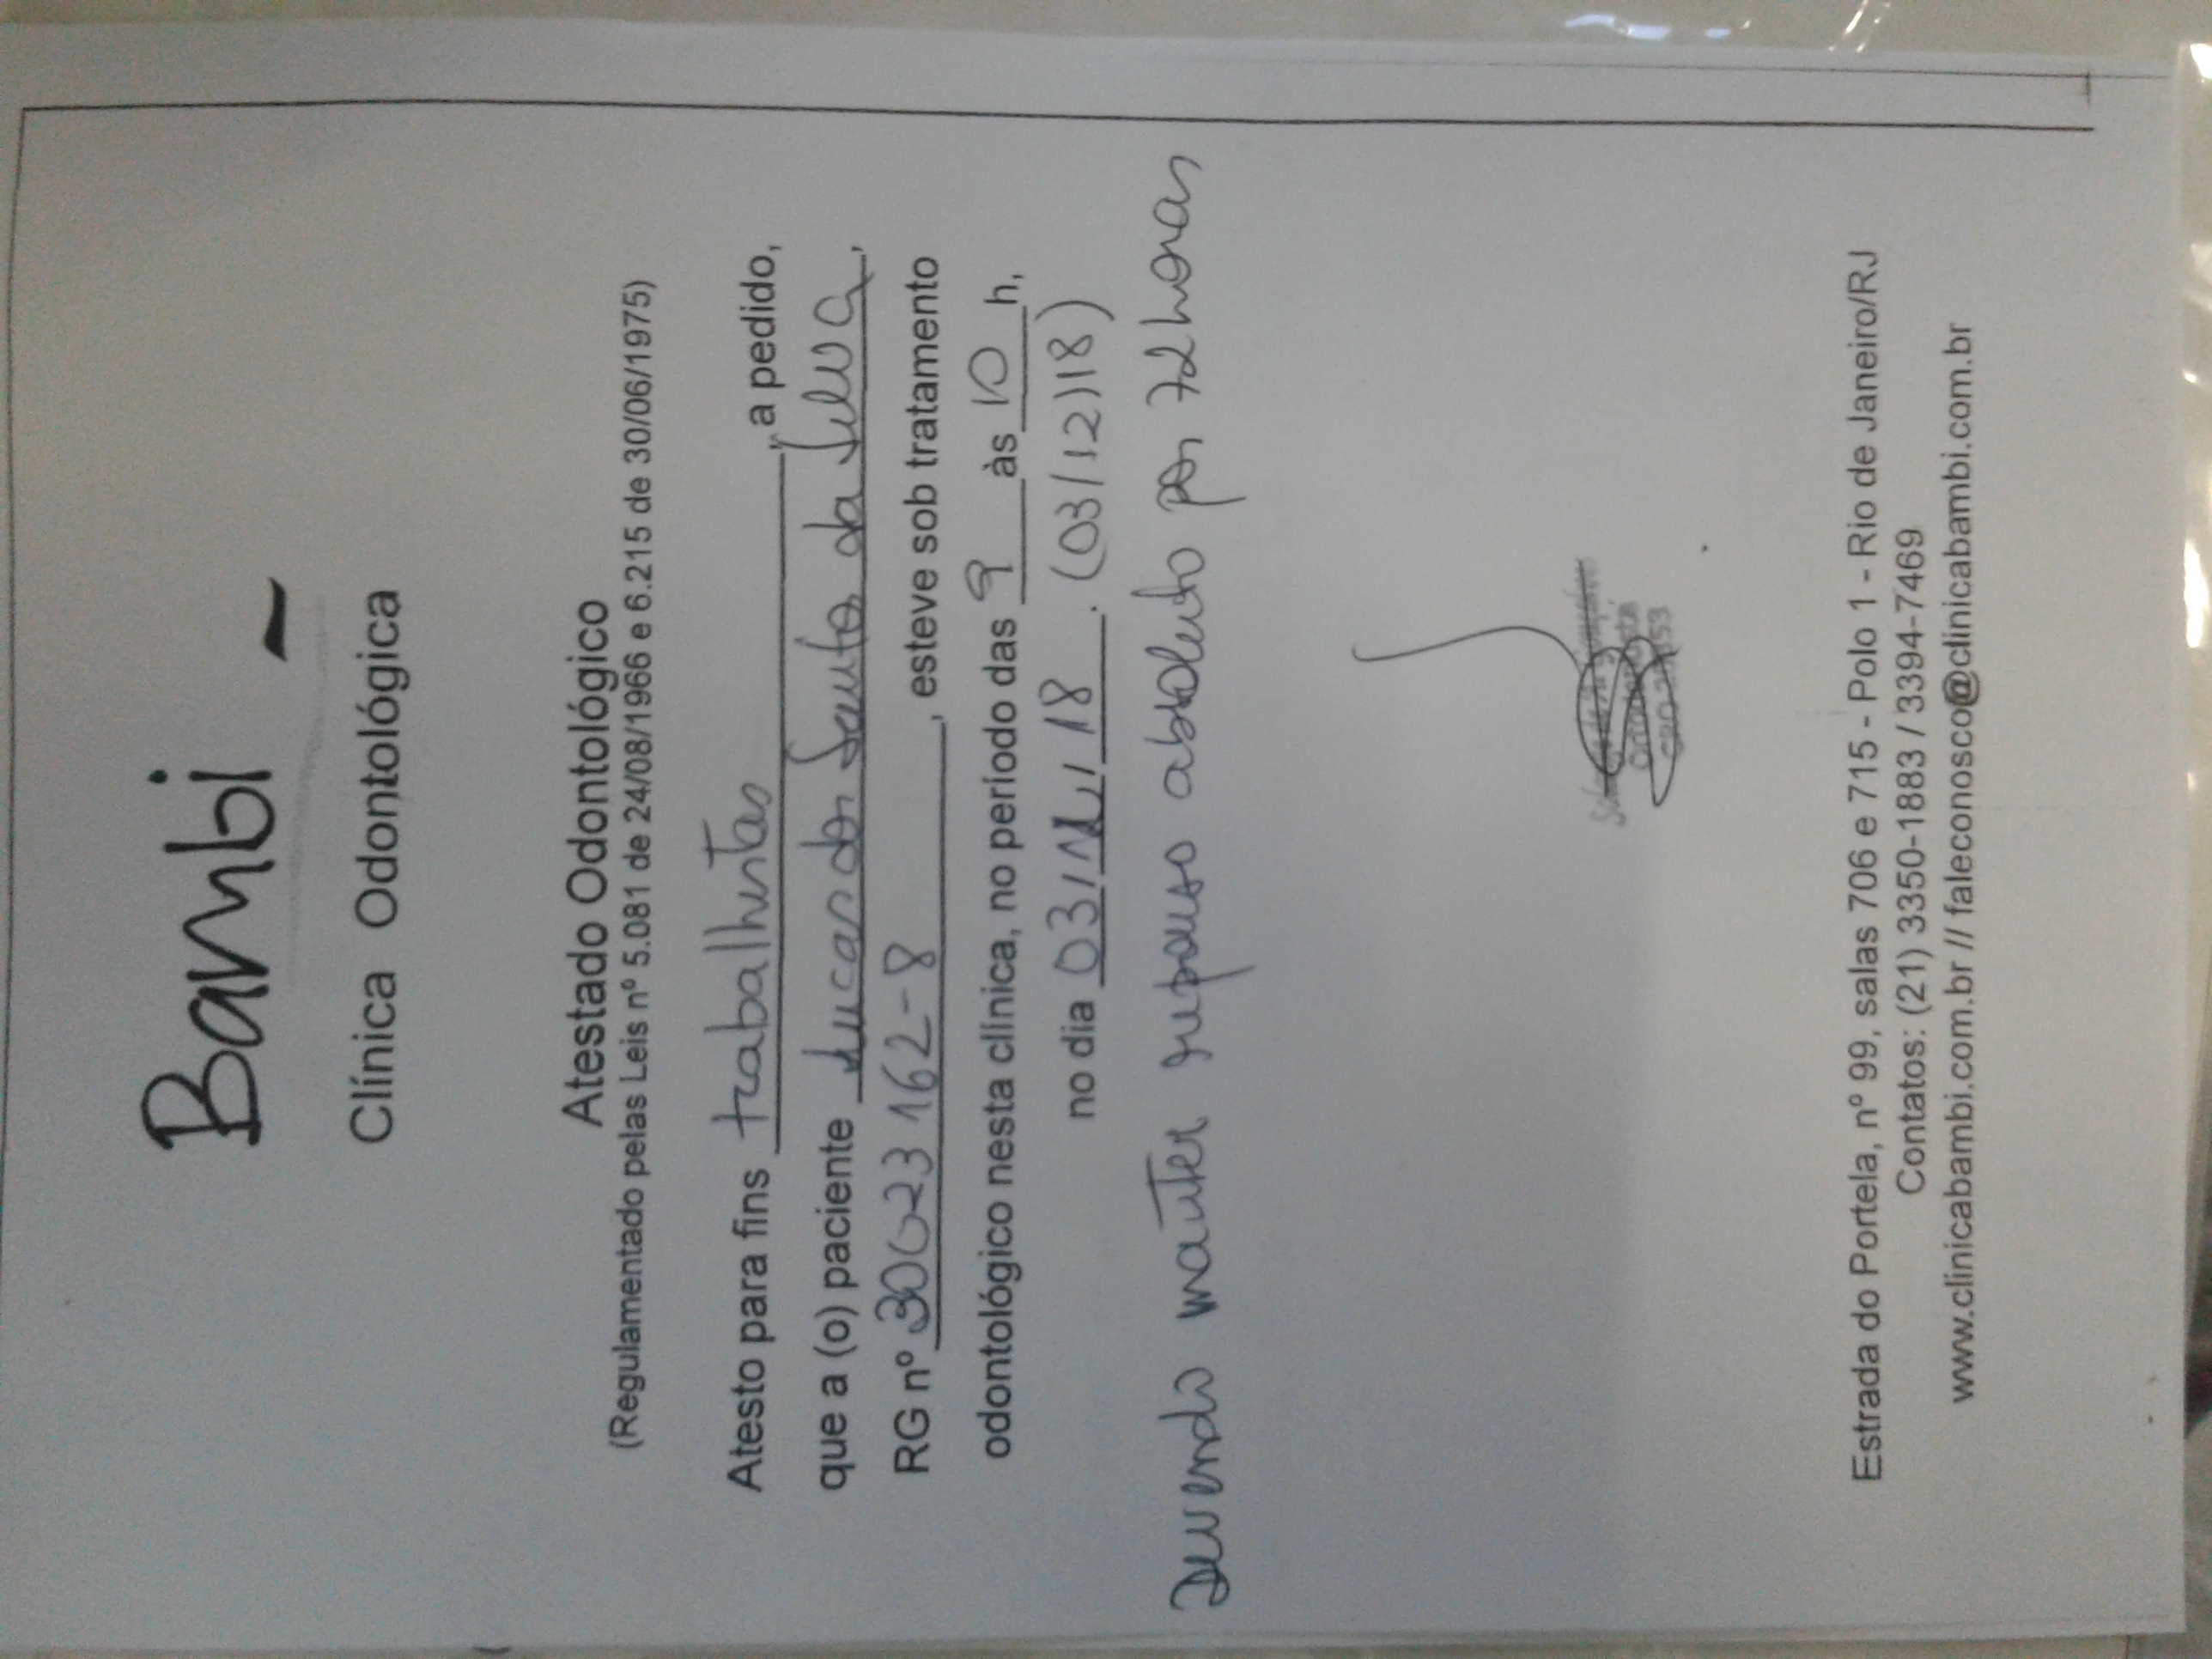 Bambi
Clínica Odontológica
Atestado Odontológico
(Regulamentado pelas Leis nº 5.081 de 24/08/1966 e 6.215 de 30/06/1975)
Atesto para fins trabalhistas, a pedido,
que a (o) paciente Lucas dos Santos da Silva,
RG nº 30623162-8, esteve sob tratamento
odontológico nesta clínica, no período das 9 às 10 h,
no dia 03/12/18. (03/12/18)
Devendo manter repouso absoluto por 72 horas
Estrada do Portela, nº 99, salas 706 e 715 - Polo 1 - Rio de Janeiro/RJ
Contatos: (21) 3350-1883 / 3394-7469
www.clinicabambi.com.br // faleconosco@clinicabambi.com.br